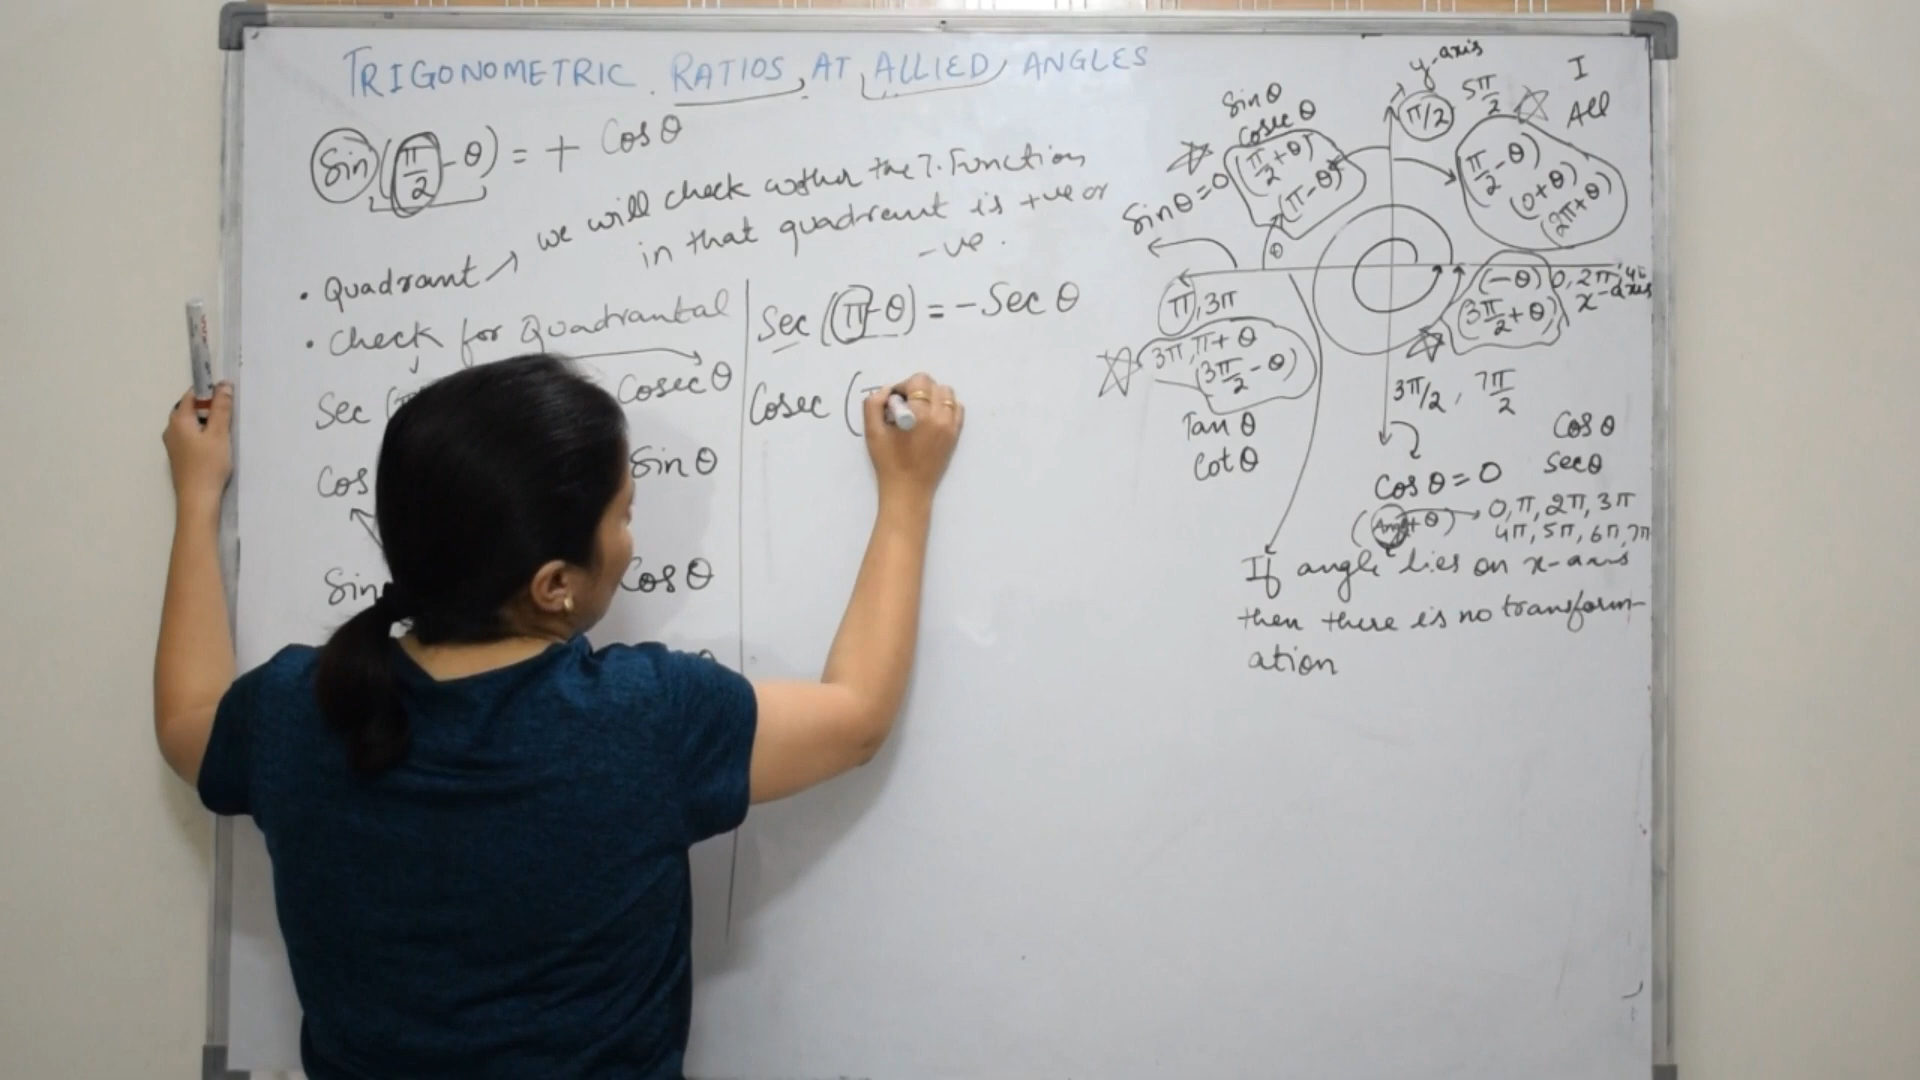 TRIGONOMETRIC RATIOS AT ALLIED ANGLES
Sin (π/2 - θ) = + Cos θ
• Quadrant → we will check wether the T. Function
in that quadrant is +ve or
-ve.
• Check for Quadrantal
Sec (
Cosec θ
Cos
Sin θ
Sin
Cos θ
Sec (π - θ) = - Sec θ
Cosec (
y-axis
π/2 5π/2
I
All
Sin θ
Cosec θ
(π/2 + θ)
(π - θ)
Sin θ = 0
θ
(π/2 - θ)
(0 + θ)
(2π + θ)
π, 3π
3π, π + θ
(3π/2 - θ)
Tan θ
Cot θ
(-θ) 0, 2π, 4π
x-axis
(3π/2 + θ)
3π/2, 7π/2
Cos θ
Sec θ
Cos θ = 0
(Ang + θ) → 0, π, 2π, 3π
4π, 5π, 6π, 7π
If angle lies on x-axis
then there is no transform-
ation